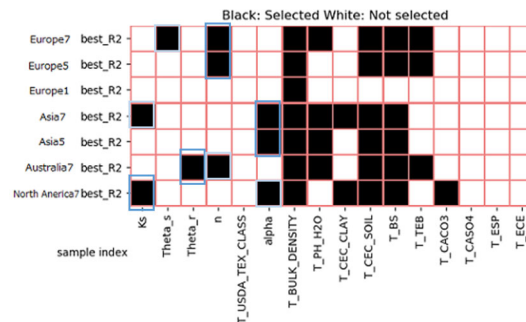 Black: Selected White: Not selected
Europe7 best_R2
Europe5 best_R2
Europe1 best_R2
Asia7 best_R2
Asia5 best_R2
Australia7 best_R2
North America7 best_R2
sample index
Ks
Theta_s
Theta_r
n
T_USDA_TEX_CLASS
alpha
T_BULK_DENSITY
T_PH_H2O
T_CEC_CLAY
T_CEC_SOIL
T_BS
T_TEB
T_CACO3
T_CASO4
T_ESP
T_ECE